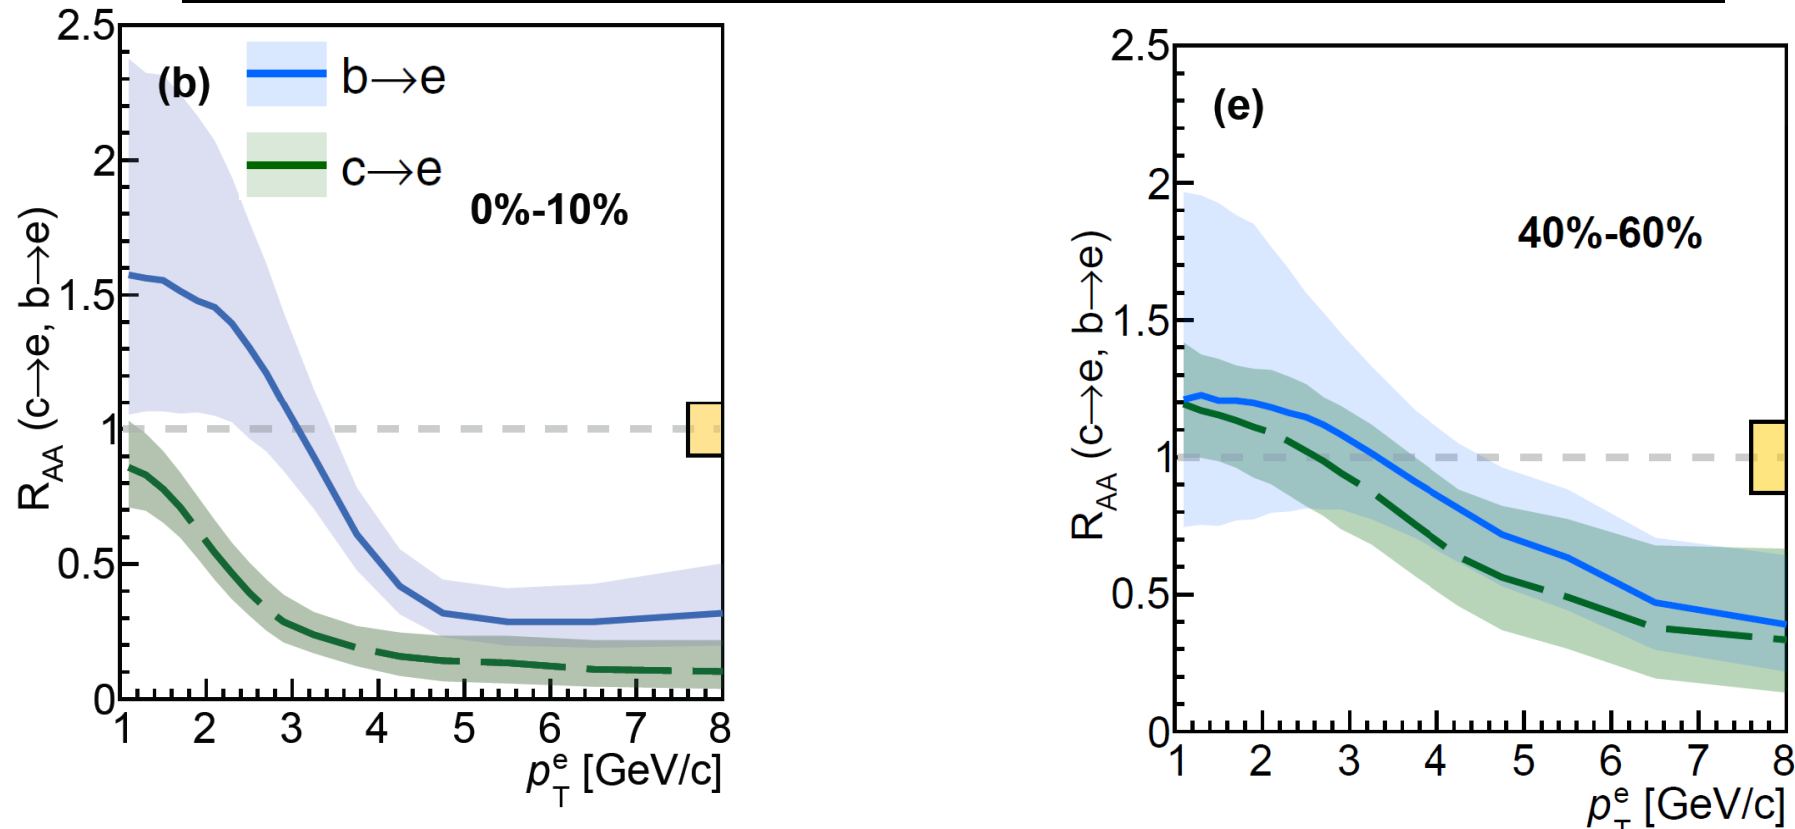 (b)
b→e
c→e
0%-10%
R_AA (c→e, b→e)
2.5
2
1.5
1
0.5
0
1 2 3 4 5 6 7 8
p_T^e [GeV/c]
(e)
40%-60%
R_AA (c→e, b→e)
2.5
2
1.5
1
0.5
0
1 2 3 4 5 6 7 8
p_T^e [GeV/c]